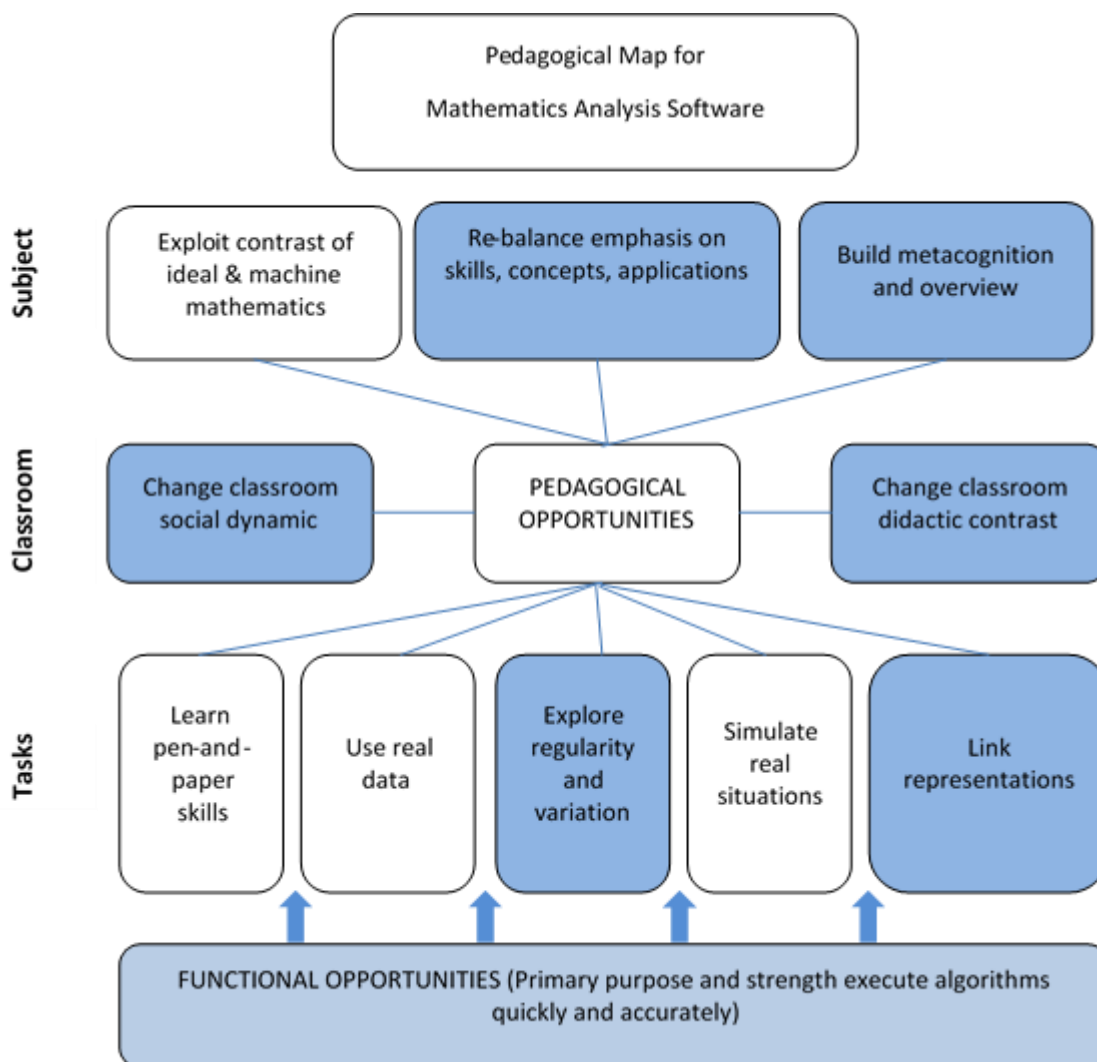 Pedagogical Map for
Mathematics Analysis Software
Subject
Exploit contrast of
ideal & machine
mathematics
Re-balance emphasis on
skills, concepts, applications
Build metacognition
and overview
Classroom
Change classroom
social dynamic
PEDAGOGICAL
OPPORTUNITIES
Change classroom
didactic contrast
Tasks
Learn
pen-and-
paper
skills
Use real
data
Explore
regularity
and
variation
Simulate
real
situations
Link
representations
FUNCTIONAL OPPORTUNITIES (Primary purpose and strength execute algorithms
quickly and accurately)